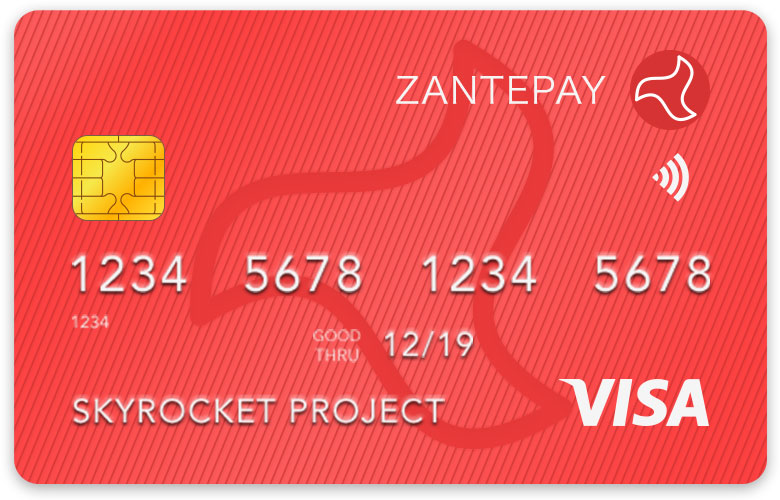 ZANTEPAY
1234 5678 1234 5678
1234
GOOD
THRU
12/19
SKYROCKET PROJECT
VISA